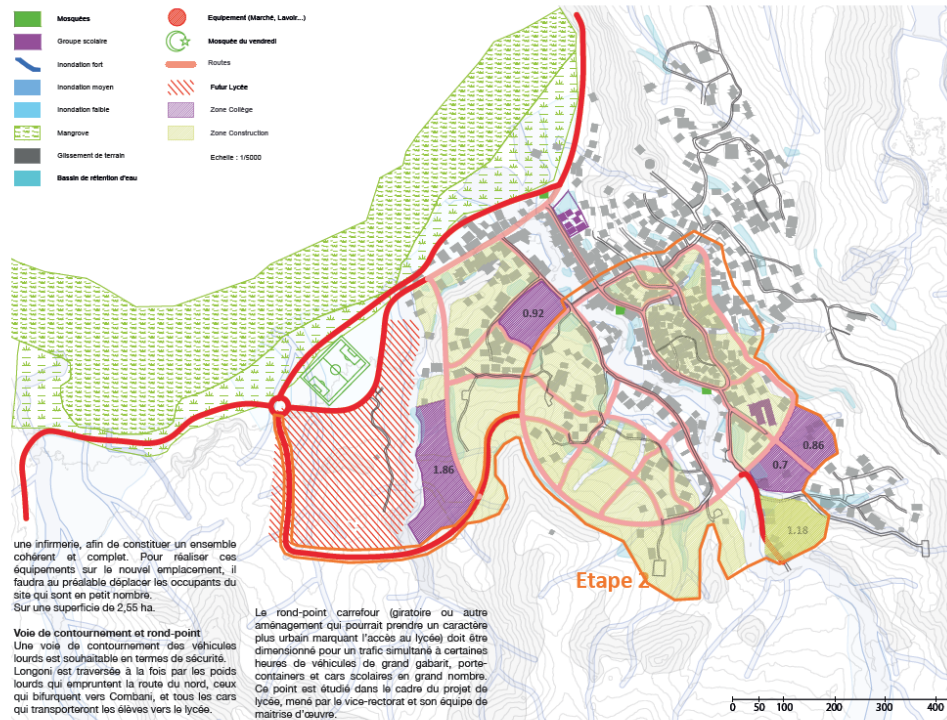 Mosquées
Groupe scolaire
Inondation fort
Inondation moyen
Inondation faible
Mangrove
Glissement de terrain
Bassin de rétention d'eau
Equipement (Marché, Lavoir...)
Mosquée du vendredi
Routes
Futur Lycée
Zone Collège
Zone Construction
Echelle : 1/5000
0.92
1.86
0.86
0.7
1.18
Etape 2
une infirmerie, afin de constituer un ensemble
cohérent et complet. Pour réaliser ces
équipements sur le nouvel emplacement, il
faudra au préalable déplacer les occupants du
site qui sont en petit nombre.
Sur une superficie de 2,55 ha.
Voie de contournement et rond-point
Une voie de contournement des véhicules
lourds est souhaitable en termes de sécurité.
Longoni est traversée à la fois par les poids
lourds qui empruntent la route du nord, ceux
qui bifurquent vers Combani, et tous les cars
qui transporteront les élèves vers le lycée.
Le rond-point carrefour (giratoire ou autre
aménagement qui pourrait prendre un caractère
plus urbain marquant l'accès au lycée) doit être
dimensionné pour un trafic simultané à certaines
heures de véhicules de grand gabarit, porte-
containers et cars scolaires en grand nombre.
Ce point est étudié dans le cadre du projet de
lycée, mené par le vice-rectorat et son équipe de
maitrise d'œuvre.
0 50 100 200 300 400